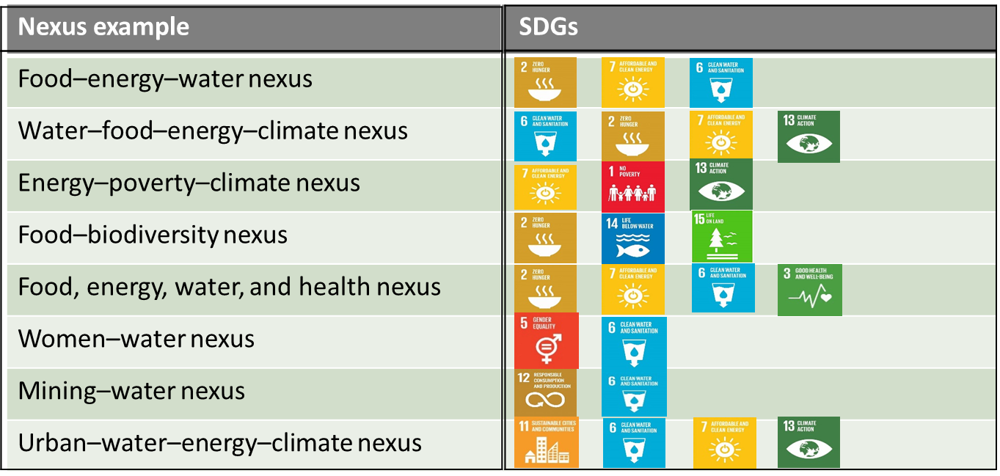 Nexus example
SDGs
Food–energy–water nexus
2 ZERO HUNGER
7 AFFORDABLE AND CLEAN ENERGY
6 CLEAN WATER AND SANITATION
Water–food–energy–climate nexus
6 CLEAN WATER AND SANITATION
2 ZERO HUNGER
7 AFFORDABLE AND CLEAN ENERGY
13 CLIMATE ACTION
Energy–poverty–climate nexus
7 AFFORDABLE AND CLEAN ENERGY
1 NO POVERTY
13 CLIMATE ACTION
Food–biodiversity nexus
2 ZERO HUNGER
14 LIFE BELOW WATER
15 LIFE ON LAND
Food, energy, water, and health nexus
2 ZERO HUNGER
7 AFFORDABLE AND CLEAN ENERGY
6 CLEAN WATER AND SANITATION
3 GOOD HEALTH AND WELL-BEING
Women–water nexus
5 GENDER EQUALITY
6 CLEAN WATER AND SANITATION
Mining–water nexus
12 RESPONSIBLE CONSUMPTION AND PRODUCTION
6 CLEAN WATER AND SANITATION
Urban–water–energy–climate nexus
11 SUSTAINABLE CITIES AND COMMUNITIES
6 CLEAN WATER AND SANITATION
7 AFFORDABLE AND CLEAN ENERGY
13 CLIMATE ACTION